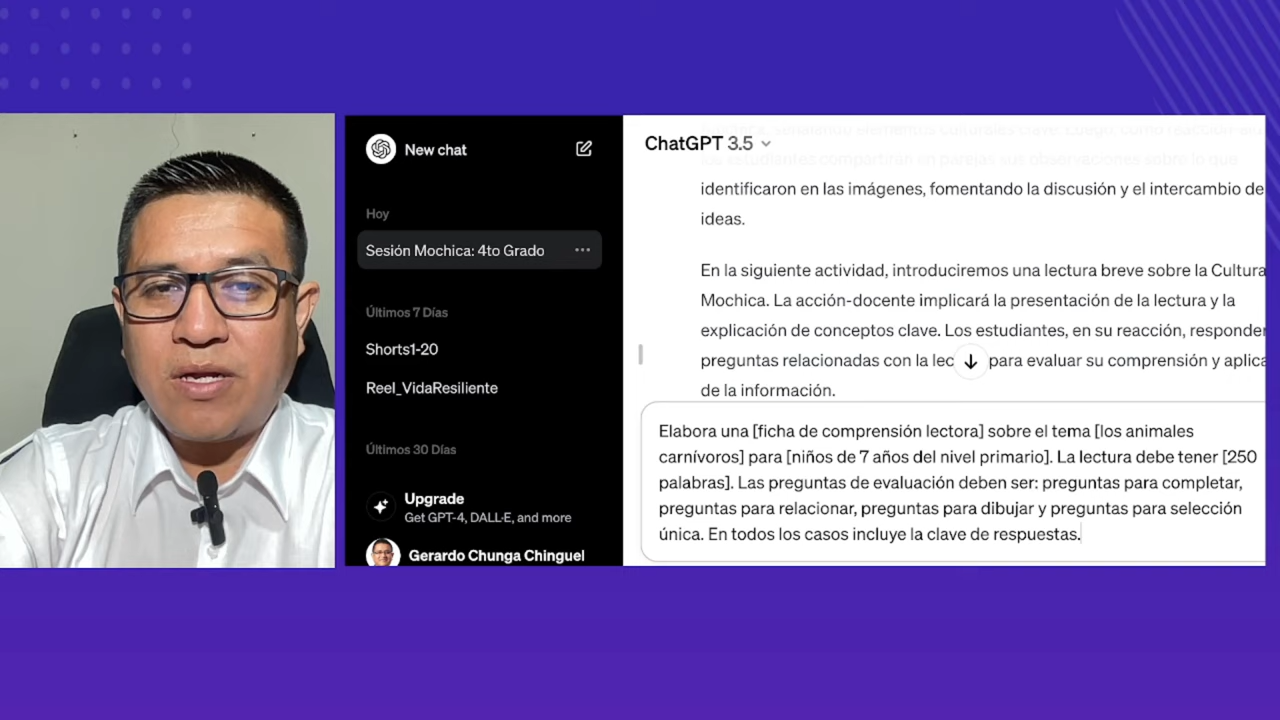 New chat
Hoy
Sesión Mochica: 4to Grado
Últimos 7 Días
Shorts1-20
Reel_VidaResiliente
Últimos 30 Días
Upgrade
Get GPT-4, DALL·E, and more
Gerardo Chunga Chinguel
ChatGPT 3.5
los estudiantes compartirán en parejas sus observaciones sobre lo que
identificaron en las imágenes, fomentando la discusión y el intercambio de
ideas.
En la siguiente actividad, introduciremos una lectura breve sobre la Cultura
Mochica. La acción-docente implicará la presentación de la lectura y la
explicación de conceptos clave. Los estudiantes, en su reacción, responder
preguntas relacionadas con la lec para evaluar su comprensión y aplica
de la información.
Elabora una [ficha de comprensión lectora] sobre el tema [los animales
carnívoros] para [niños de 7 años del nivel primario]. La lectura debe tener [250
palabras]. Las preguntas de evaluación deben ser: preguntas para completar,
preguntas para relacionar, preguntas para dibujar y preguntas para selección
única. En todos los casos incluye la clave de respuestas.